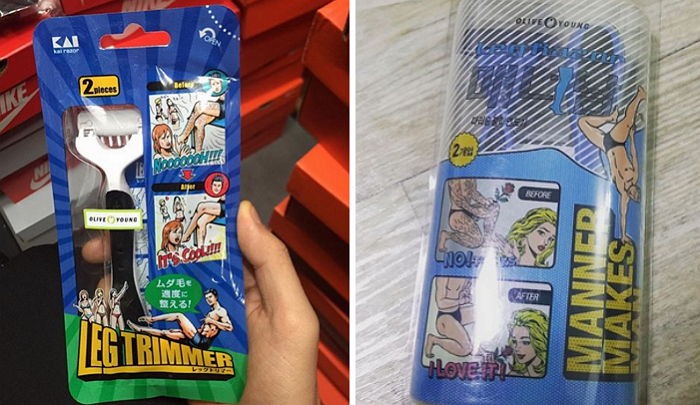 KAI
kai razor
OPEN
2 pieces
Before
NOOOOOH!!!
After
It's COOL!!!!
OLIVE YOUNG
ムダ毛を
適度に
整える!
LEG TRIMMER
レッグトリマー
NIKE
OLIVE YOUNG
2개입
BEFORE
AFTER
I LOVE IT!
MANNER
MAKES